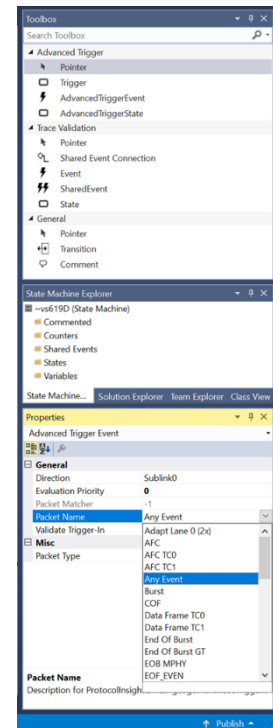 Toolbox
Search Toolbox
Advanced Trigger
Pointer
Trigger
AdvancedTriggerEvent
AdvancedTriggerState
Trace Validation
Pointer
Shared Event Connection
Event
SharedEvent
State
General
Pointer
Transition
Comment
State Machine Explorer
~vs619D (State Machine)
Commented
Counters
Shared Events
States
Variables
State Machine... Solution Explorer Team Explorer Class View
Properties
Advanced Trigger Event
General
Direction Sublink0
Evaluation Priority 0
Packet Matcher -1
Packet Name Any Event
Validate Trigger-In Adapt Lane 0 (2x)
Misc AFC
Packet Type AFC TC0
AFC TC1
Any Event
Burst
COF
Data Frame TC0
Data Frame TC1
End Of Burst
End Of Burst GT
EOB MPHY
Packet Name EOF_EVEN
Description for ProtocolInsight
Publish